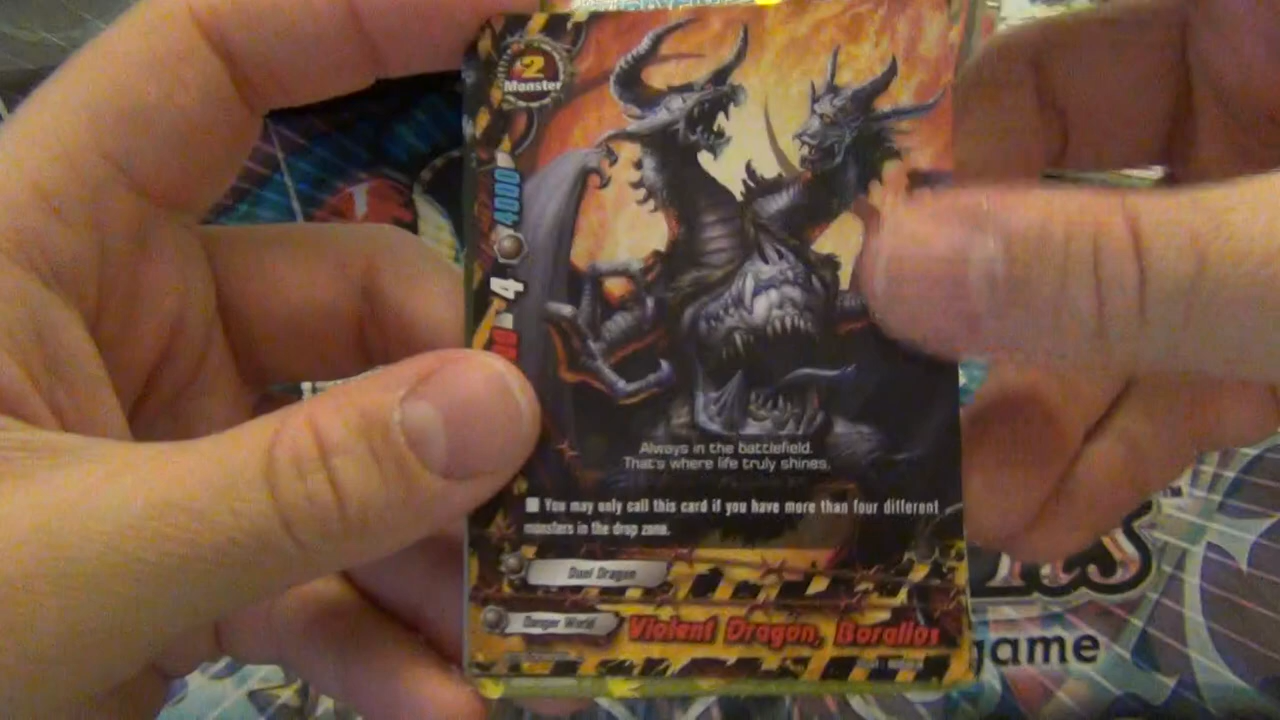 2
Monster
4000
4
Always in the battlefield.
That's where life truly shines.
You may only call this card if you have more than four different
monsters in the drop zone.
Duel Dragon
Danger World
Violent Dragon, Boralios
game